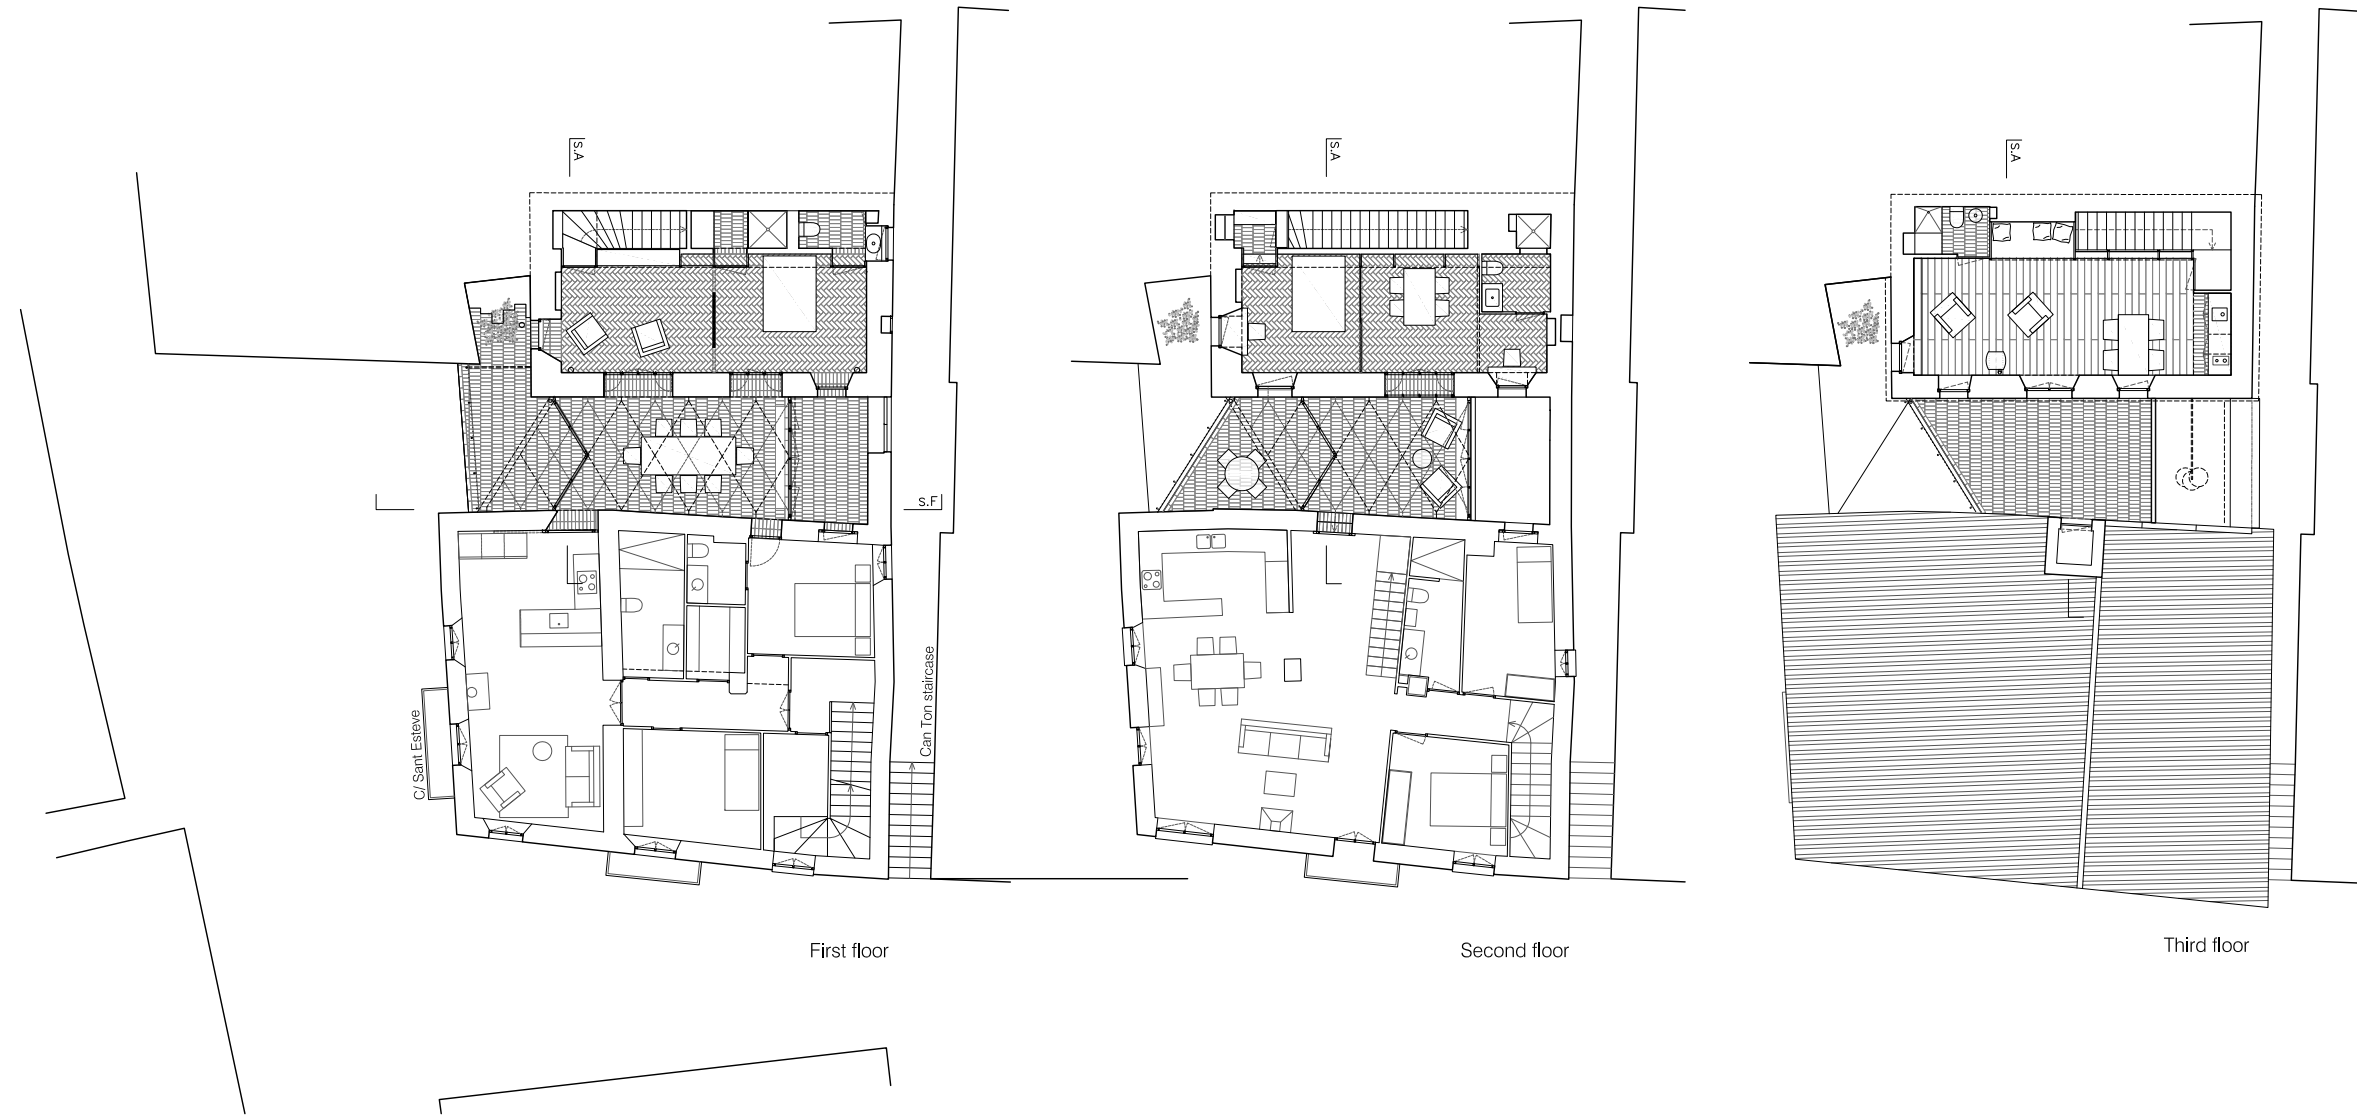 s.A
s.A
s.A
s.F
C/ Sant Esteve
Can Ton staircase
First floor
Second floor
Third floor